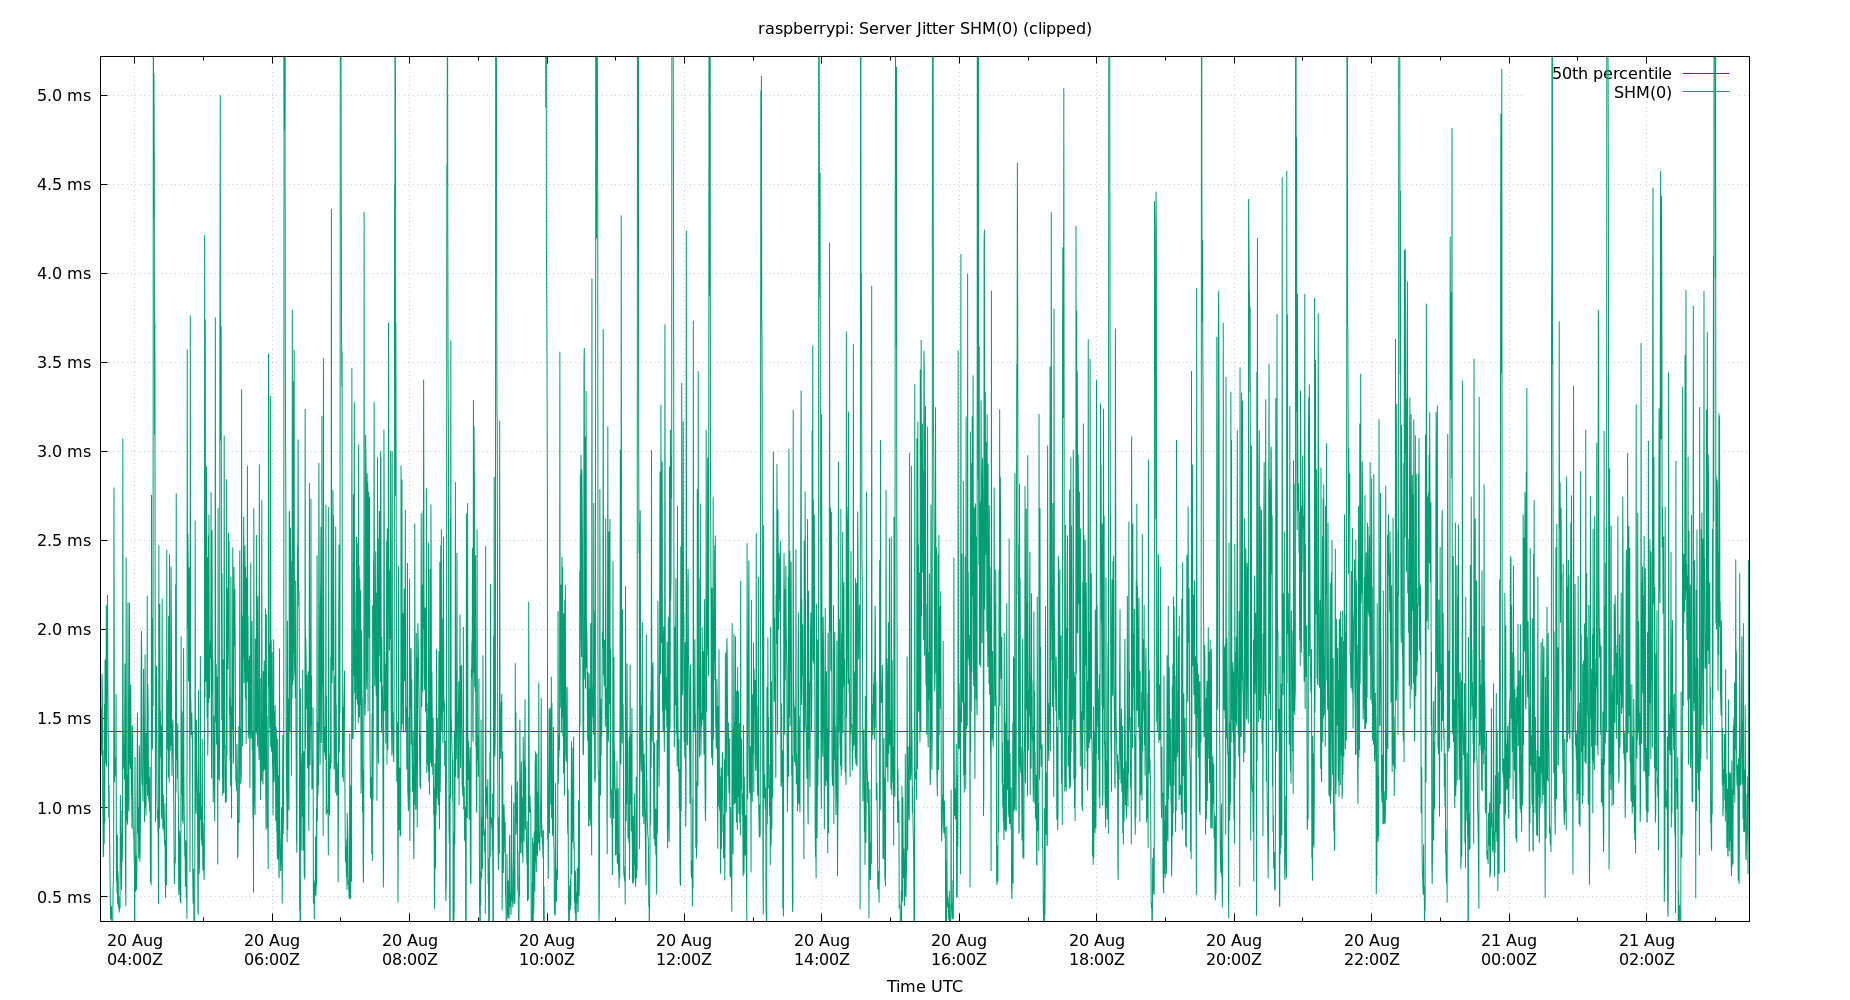 raspberrypi: Server Jitter SHM(0) (clipped)
50th percentile
SHM(0)
5.0 ms
4.5 ms
4.0 ms
3.5 ms
3.0 ms
2.5 ms
2.0 ms
1.5 ms
1.0 ms
0.5 ms
20 Aug 20 Aug 20 Aug 20 Aug 20 Aug 20 Aug 20 Aug 20 Aug 20 Aug 20 Aug 21 Aug 21 Aug
04:00Z 06:00Z 08:00Z 10:00Z 12:00Z 14:00Z 16:00Z 18:00Z 20:00Z 22:00Z 00:00Z 02:00Z
Time UTC